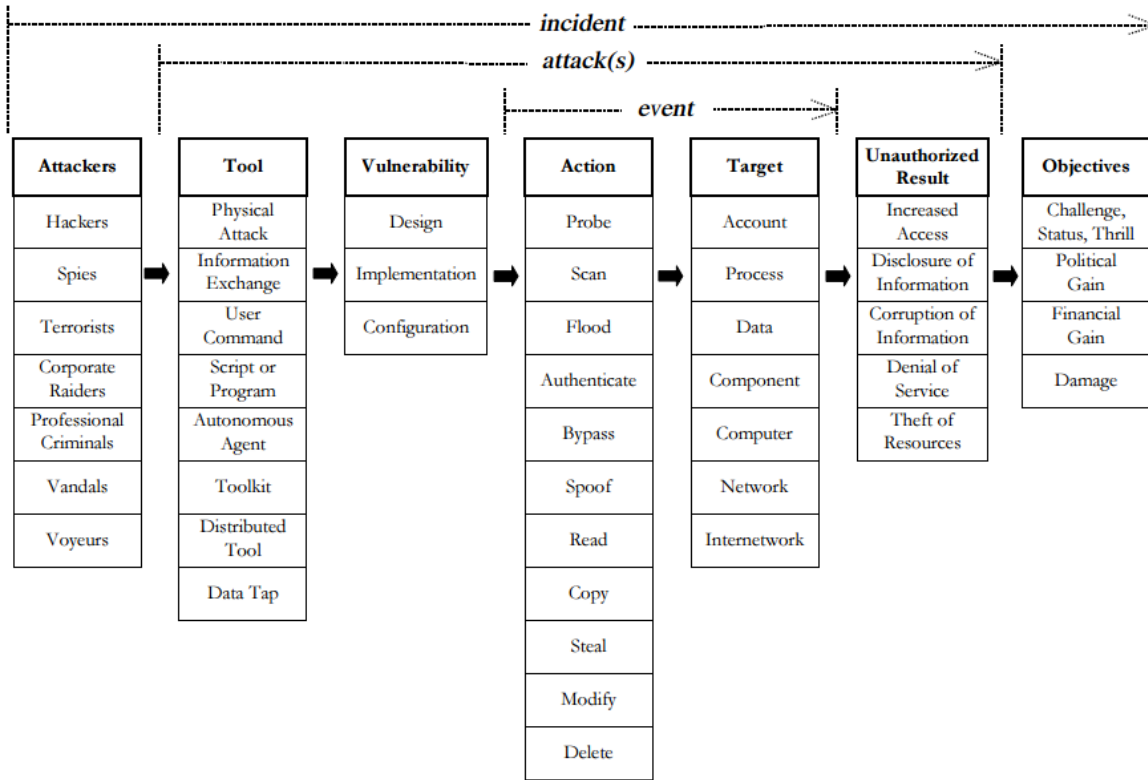 incident
attack(s)
event
Attackers
Hackers
Spies
Terrorists
Corporate
Raiders
Professional
Criminals
Vandals
Voyeurs
Tool
Physical
Attack
Information
Exchange
User
Command
Script or
Program
Autonomous
Agent
Toolkit
Distributed
Tool
Data Tap
Vulnerability
Design
Implementation
Configuration
Action
Probe
Scan
Flood
Authenticate
Bypass
Spoof
Read
Copy
Steal
Modify
Delete
Target
Account
Process
Data
Component
Computer
Network
Internetwork
Unauthorized
Result
Increased
Access
Disclosure of
Information
Corruption of
Information
Denial of
Service
Theft of
Resources
Objectives
Challenge,
Status, Thrill
Political
Gain
Financial
Gain
Damage